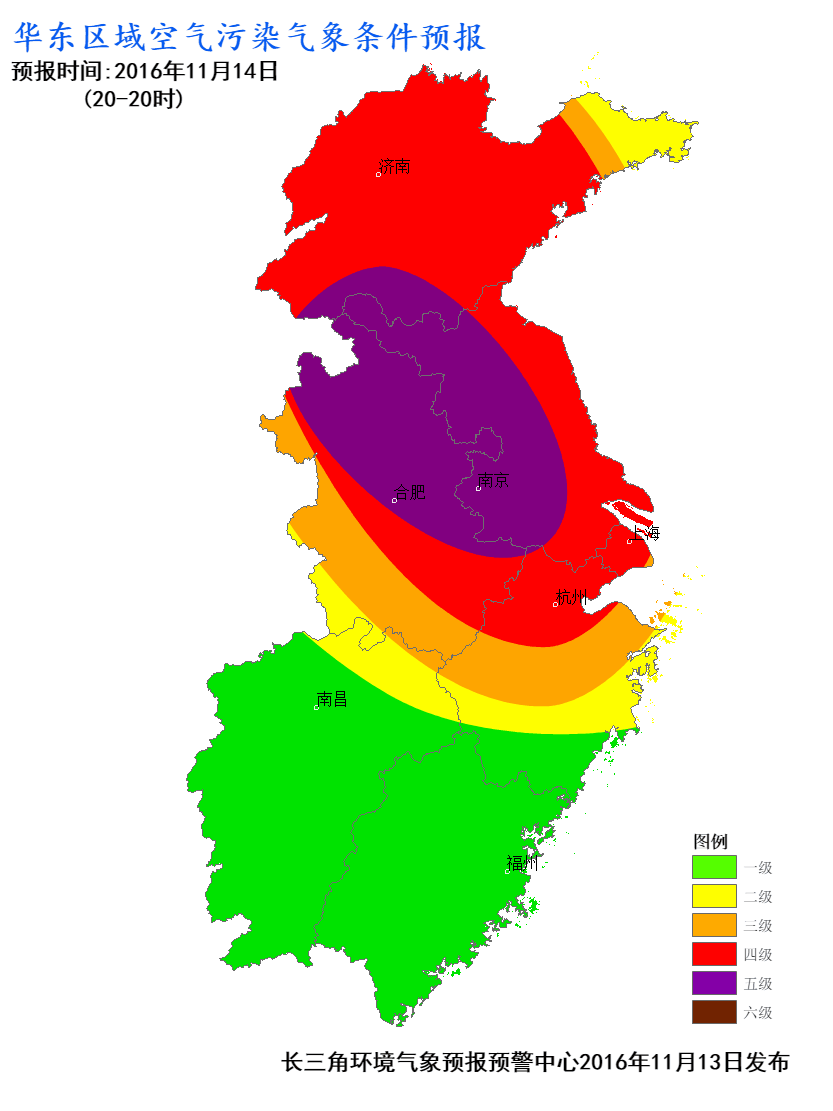 华东区域空气污染气象条件预报
预报时间:2016年11月14日
(20-20时)
济南
合肥
南京
上海
杭州
南昌
福州
图例
一级
二级
三级
四级
五级
六级
长三角环境气象预报预警中心2016年11月13日发布